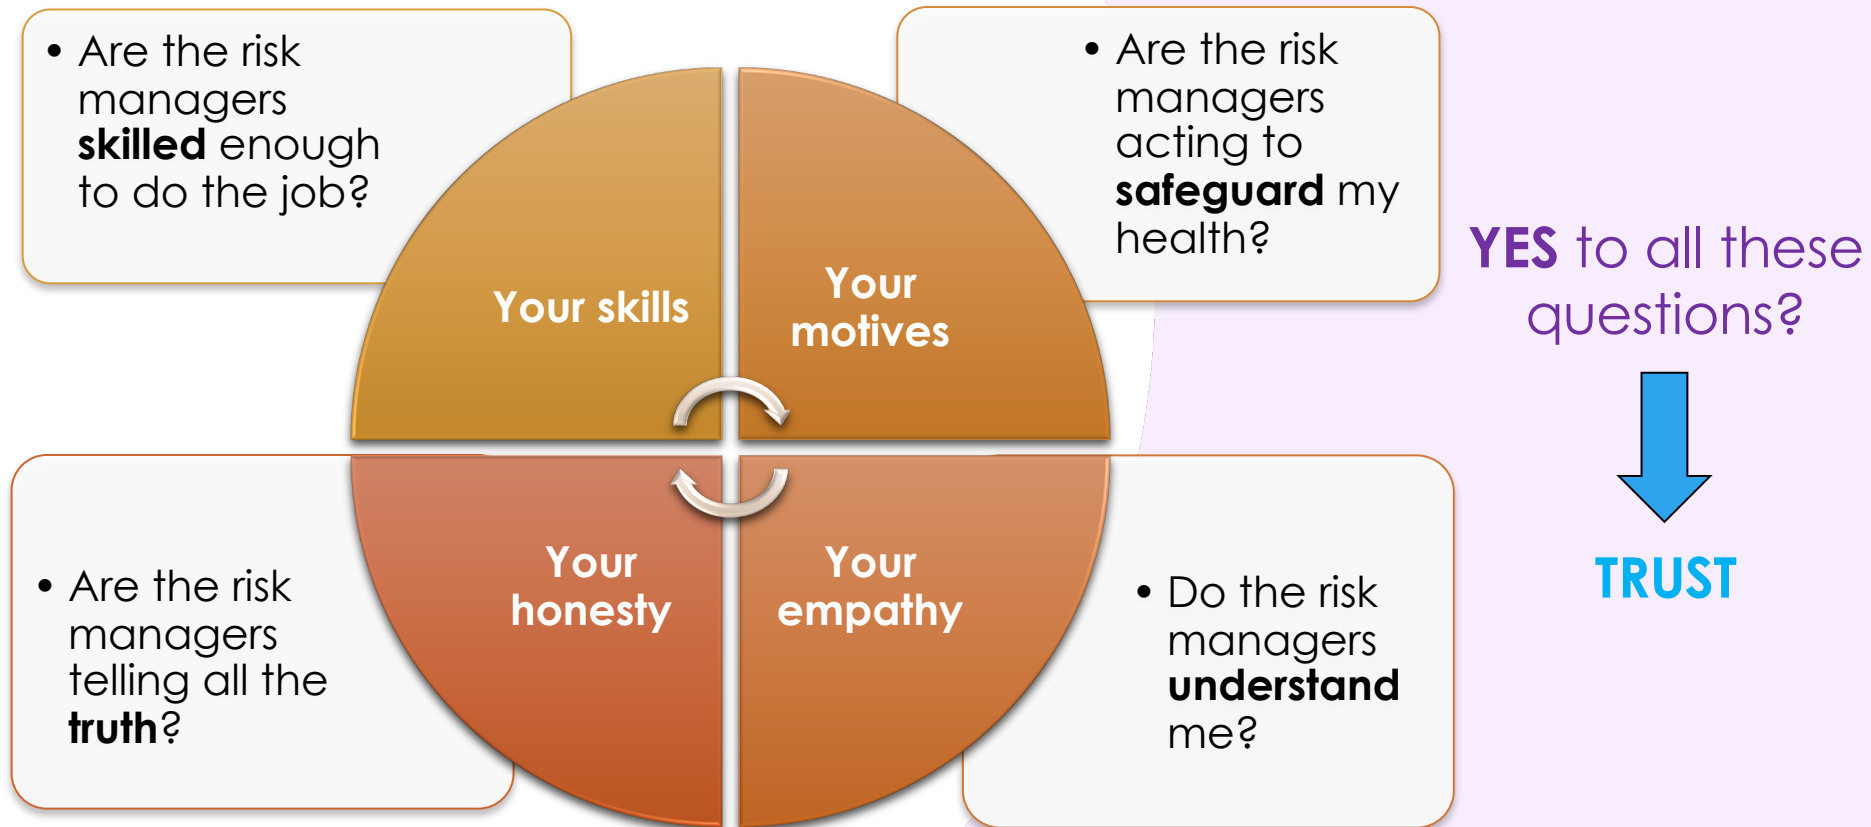 • Are the risk
managers
skilled enough
to do the job?
• Are the risk
managers
acting to
safeguard my
health?
Your skills
Your
motives
YES to all these
questions?
TRUST
• Are the risk
managers
telling all the
truth?
Your
honesty
Your
empathy
• Do the risk
managers
understand
me?